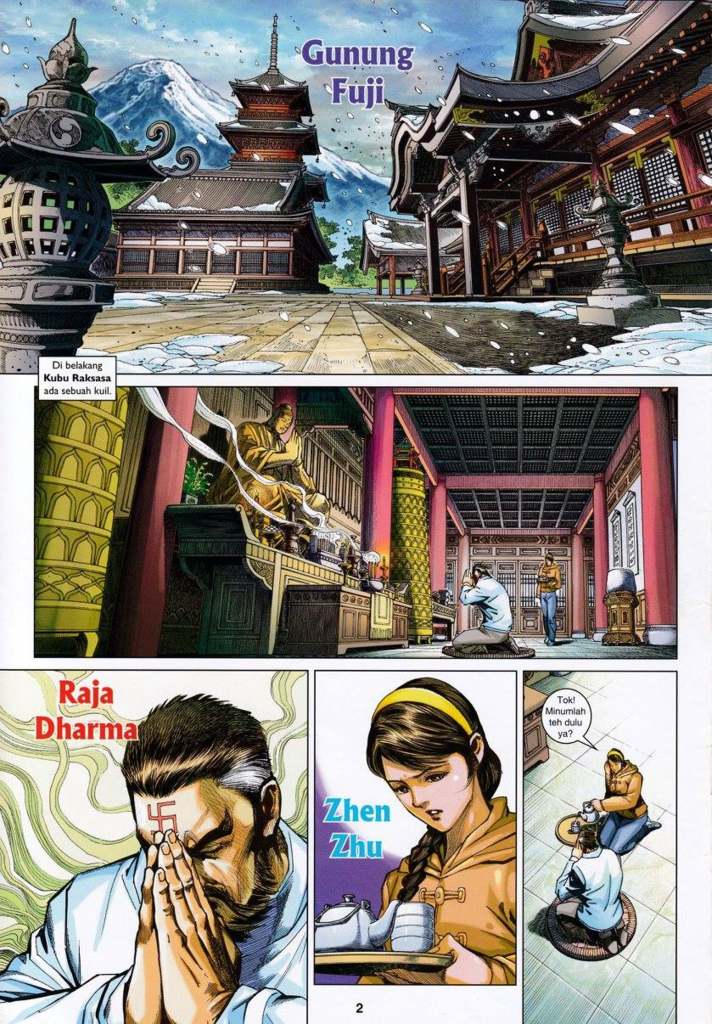 Gunung
Fuji
Di belakang
Kubu Raksasa
ada sebuah kuil.
Raja
Dharma
Zhen
Zhu
Tok!
Minumlah
teh dulu
ya?
2